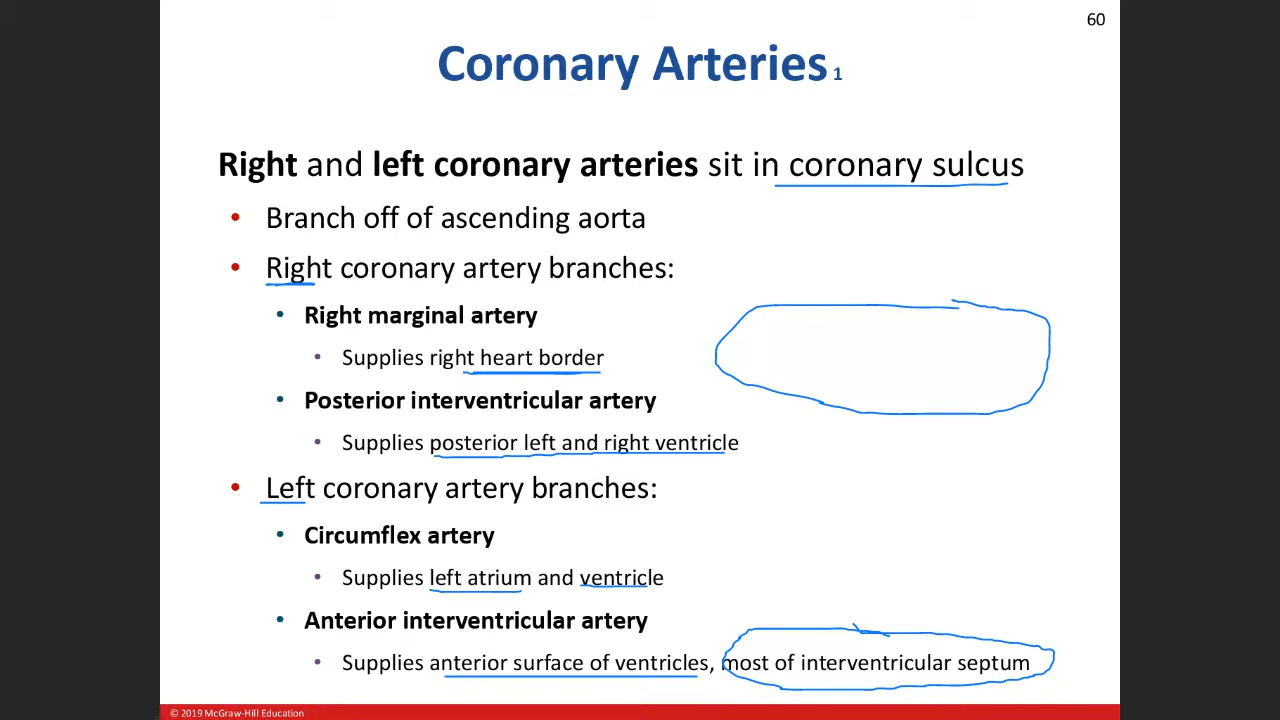 60
Coronary Arteries 1
Right and left coronary arteries sit in coronary sulcus
• Branch off of ascending aorta
• Right coronary artery branches:
• Right marginal artery
• Supplies right heart border
• Posterior interventricular artery
• Supplies posterior left and right ventricle
• Left coronary artery branches:
• Circumflex artery
• Supplies left atrium and ventricle
• Anterior interventricular artery
• Supplies anterior surface of ventricles, most of interventricular septum
© 2019 McGraw-Hill Education